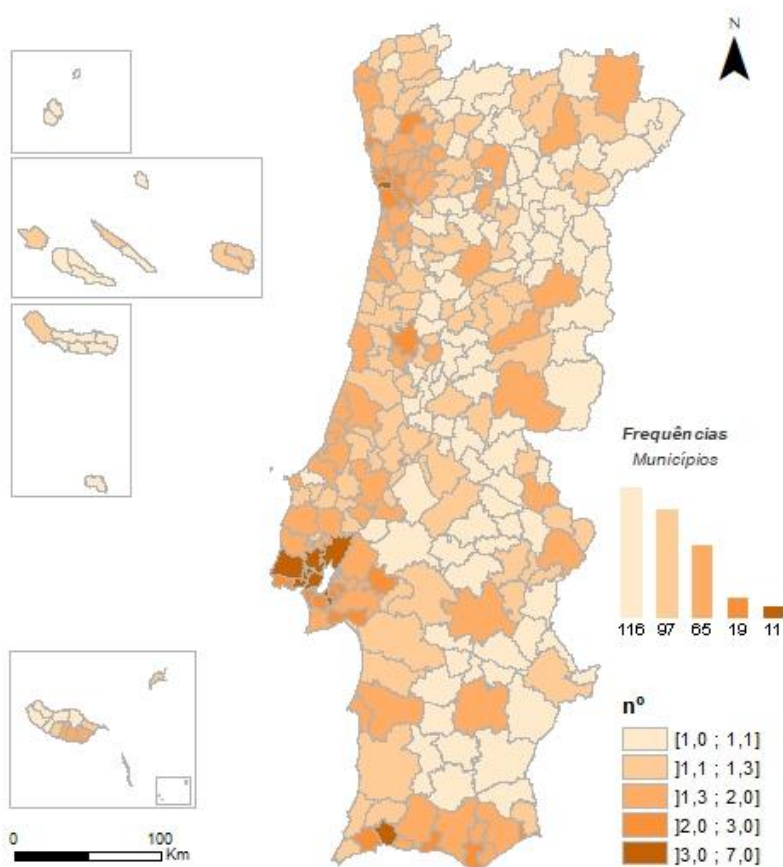 N
Frequências
Municípios
116 97 65 19 11
nº
[1,0 ; 1,1]
]1,1 ; 1,3]
]1,3 ; 2,0]
]2,0 ; 3,0]
]3,0 ; 7,0]
0 100
Km